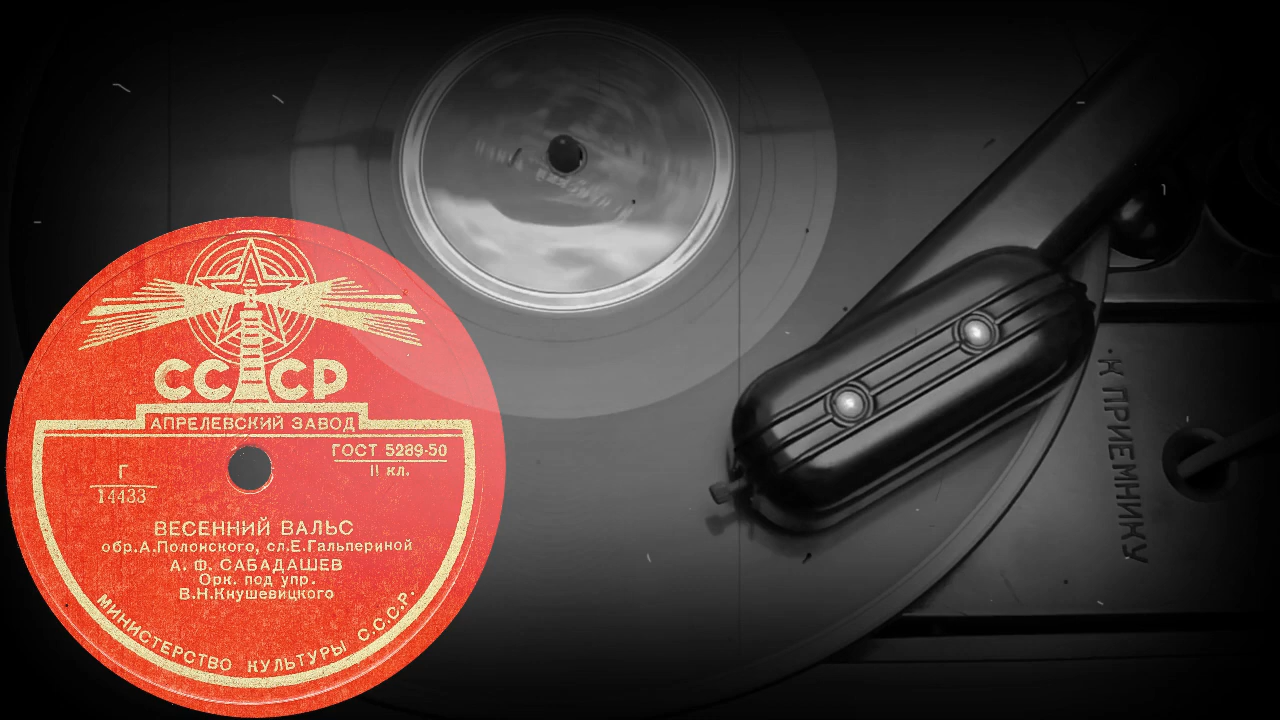 СССР
АПРЕЛЕВСКИЙ ЗАВОД
ГОСТ 5289-50
II кл.
Г
14433
ВЕСЕННИЙ ВАЛЬС
обр.А.Полонского, сл.Е.Гальпериной
А. Ф. САБАДАШЕВ
Орк. под упр.
В.Н.Кнушевицкого
МИНИСТЕРСТВО КУЛЬТУРЫ С.С.С.Р.
К ПРИЕМНИКУ